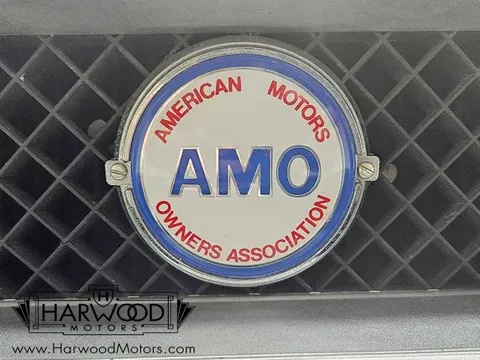 AMERICAN MOTORS
AMO
OWNERS ASSOCIATION
H
HARWOOD
MOTORS
www.HarwoodMotors.com